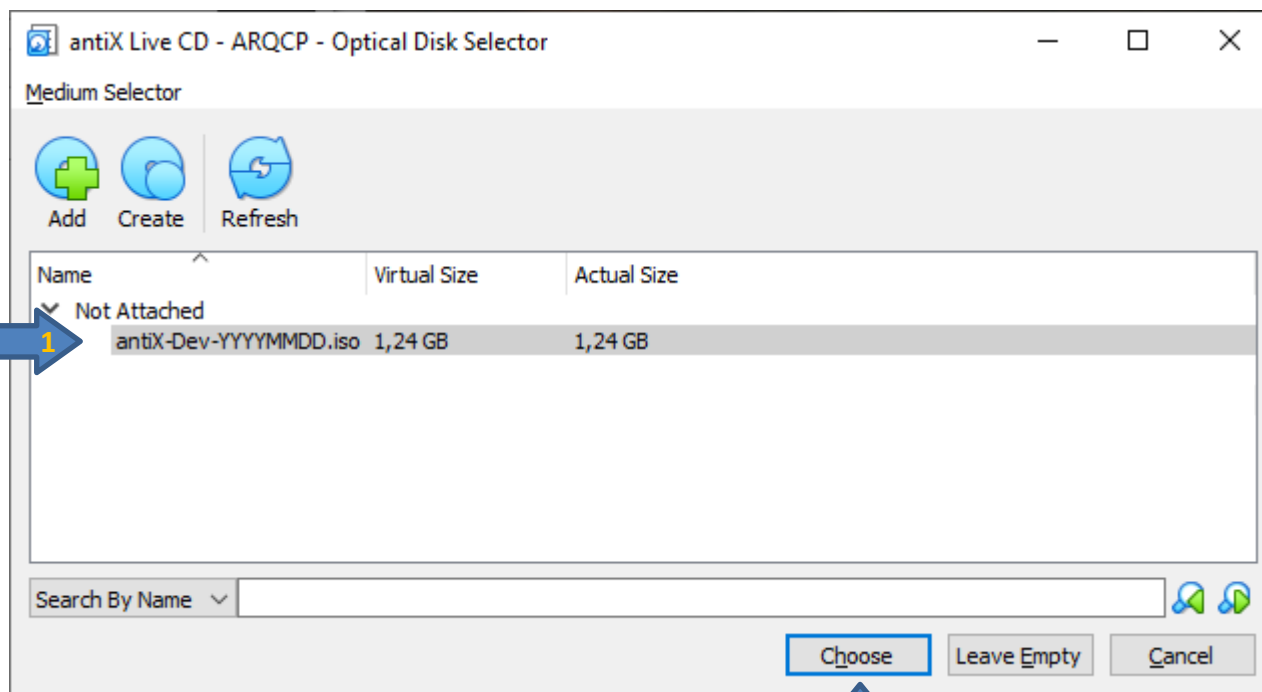 antiX Live CD - ARQCP - Optical Disk Selector
Medium Selector
Add Create Refresh
Name Virtual Size Actual Size
Not Attached
1 antiX-Dev-YYYYMMDD.iso 1,24 GB 1,24 GB
Search By Name
Choose Leave Empty Cancel